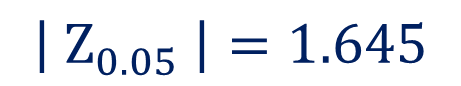 | Z₀.₀₅ | = 1.645